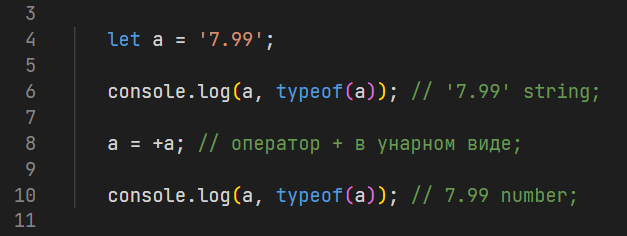 3
4 let a = '7.99';
5
6 console.log(a, typeof(a)); // '7.99' string;
7
8 a = +a; // оператор + в унарном виде;
9
10 console.log(a, typeof(a)); // 7.99 number;
11